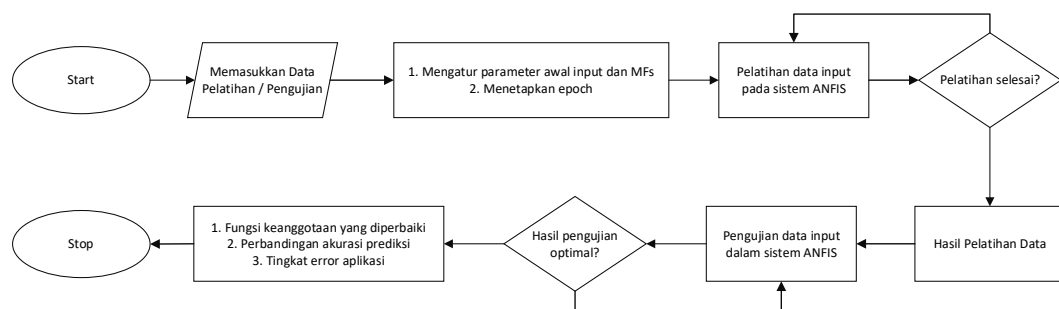 Start
Memasukkan Data
Pelatihan / Pengujian
1. Mengatur parameter awal input dan MFs
2. Menetapkan epoch
Pelatihan data input
pada sistem ANFIS
Pelatihan selesai?
Hasil Pelatihan Data
Pengujian data input
dalam sistem ANFIS
Hasil pengujian
optimal?
1. Fungsi keanggotaan yang diperbaiki
2. Perbandingan akurasi prediksi
3. Tingkat error aplikasi
Stop